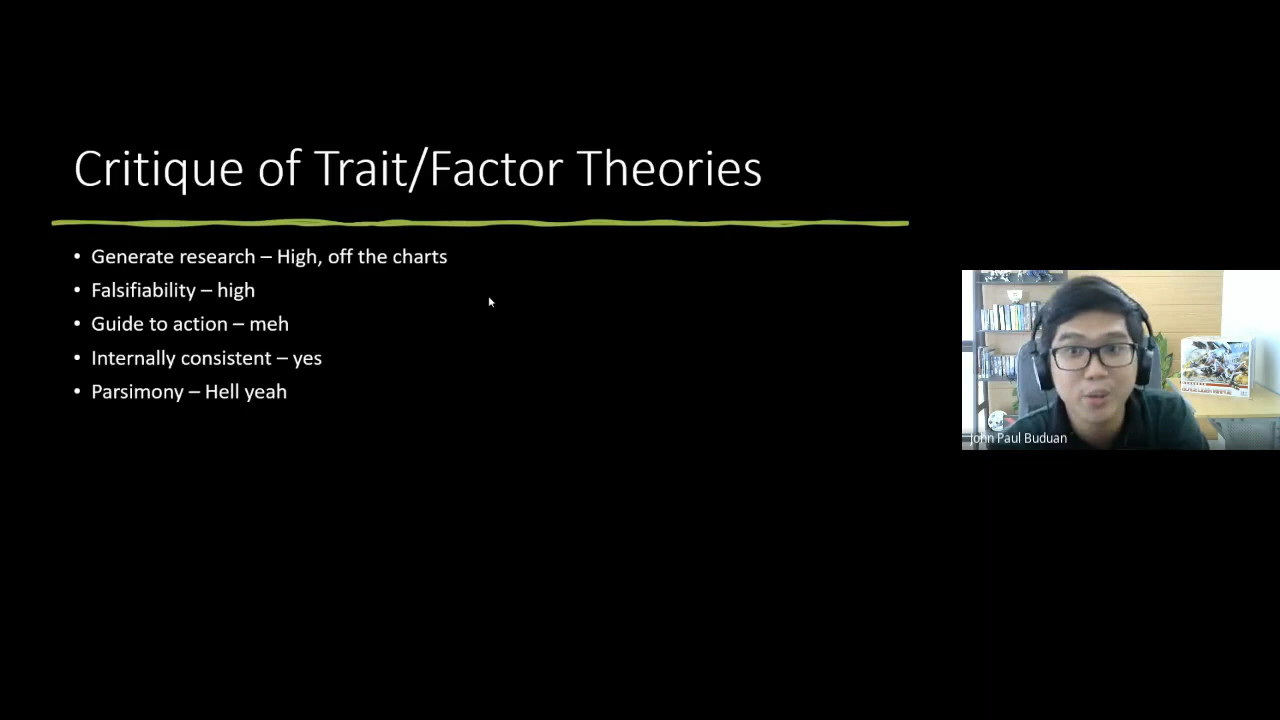 Critique of Trait/Factor Theories
• Generate research – High, off the charts
• Falsifiability – high
• Guide to action – meh
• Internally consistent – yes
• Parsimony – Hell yeah
John Paul Buduan